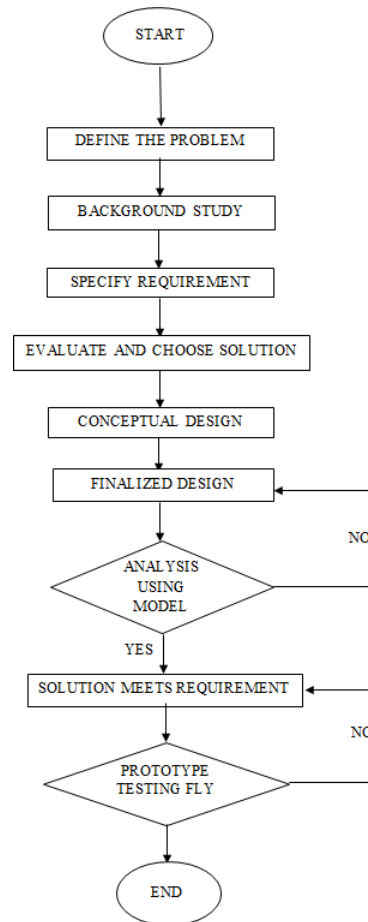 START
DEFINE THE PROBLEM
BACKGROUND STUDY
SPECIFY REQUIREMENT
EVALUATE AND CHOOSE SOLUTION
CONCEPTUAL DESIGN
FINALIZED DESIGN
NO
ANALYSIS
USING
MODEL
YES
SOLUTION MEETS REQUIREMENT
NO
PROTOTYPE
TESTING FLY
END